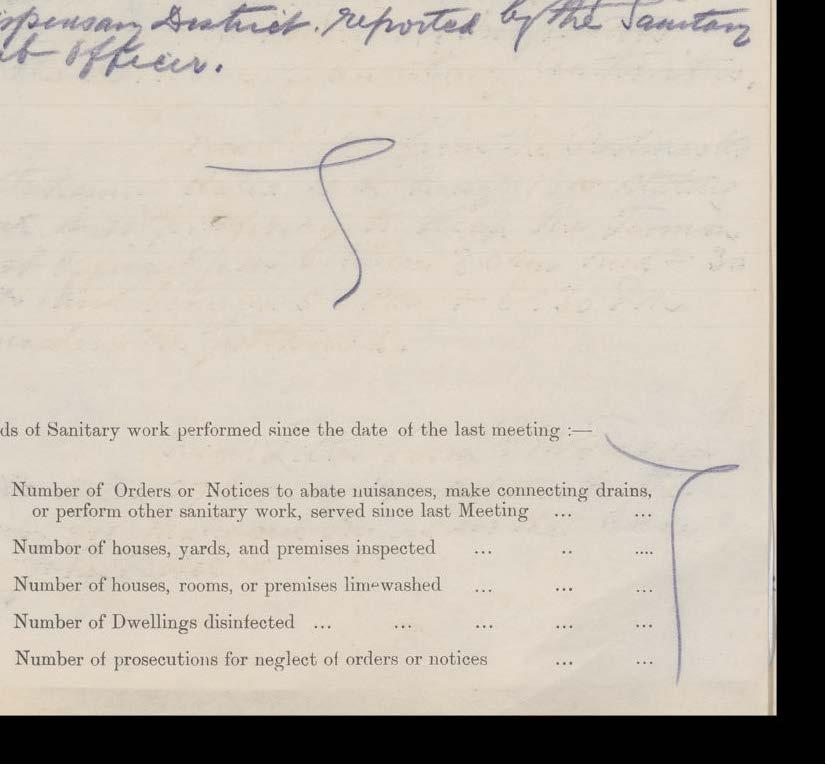 Dispensary District. reported by the Sanitary
Sub Officer.
ds of Sanitary work performed since the date of the last meeting :—
Number of Orders or Notices to abate nuisances, make connecting drains,
or perform other sanitary work, served since last Meeting ... ...
Numbor of houses, yards, and premises inspected ... .. ....
Number of houses, rooms, or premises limewashed ... ... ...
Number of Dwellings disinfected ... ... ... ... ...
Number of prosecutions for neglect of orders or notices ... ...